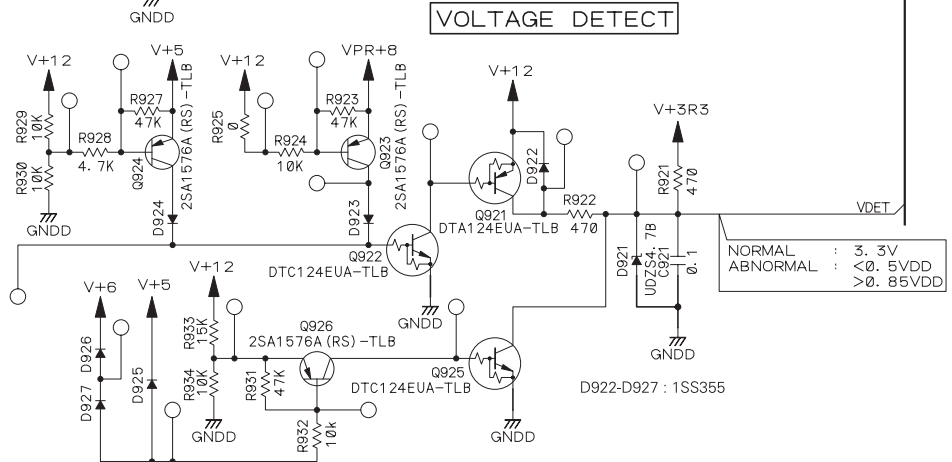 GNDD
VOLTAGE DETECT
V+12
V+5
V+12
VPR+8
V+12
V+3R3
R929
10K
R928
4.7K
R927
47K
R930
10K
Q924
2SA1576A(RS)-TLB
D924
GNDD
R925
0
R924
10K
R923
47K
Q923
2SA1576A(RS)-TLB
D923
Q922
DTC124EUA-TLB
GNDD
Q921
DTA124EUA-TLB
D922
R922
470
R921
470
VDET
D921
UDZS4.7B
C921
0.1
GNDD
NORMAL : 3.3V
ABNORMAL : <0.5VDD
>0.85VDD
V+6
V+5
V+12
D926
D927
D925
R933
15K
R934
10K
GNDD
R931
47K
Q926
2SA1576A(RS)-TLB
R932
10k
Q925
DTC124EUA-TLB
GNDD
D922-D927 : 1SS355